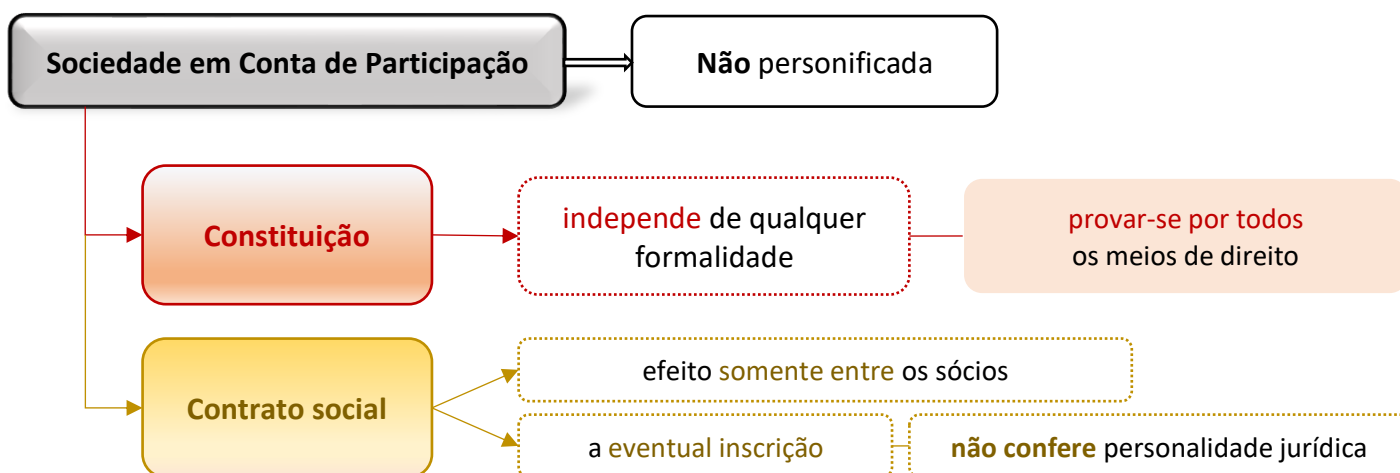 Sociedade em Conta de Participação
Não personificada
Constituição
independe de qualquer
formalidade
provar-se por todos
os meios de direito
Contrato social
efeito somente entre os sócios
a eventual inscrição
não confere personalidade jurídica